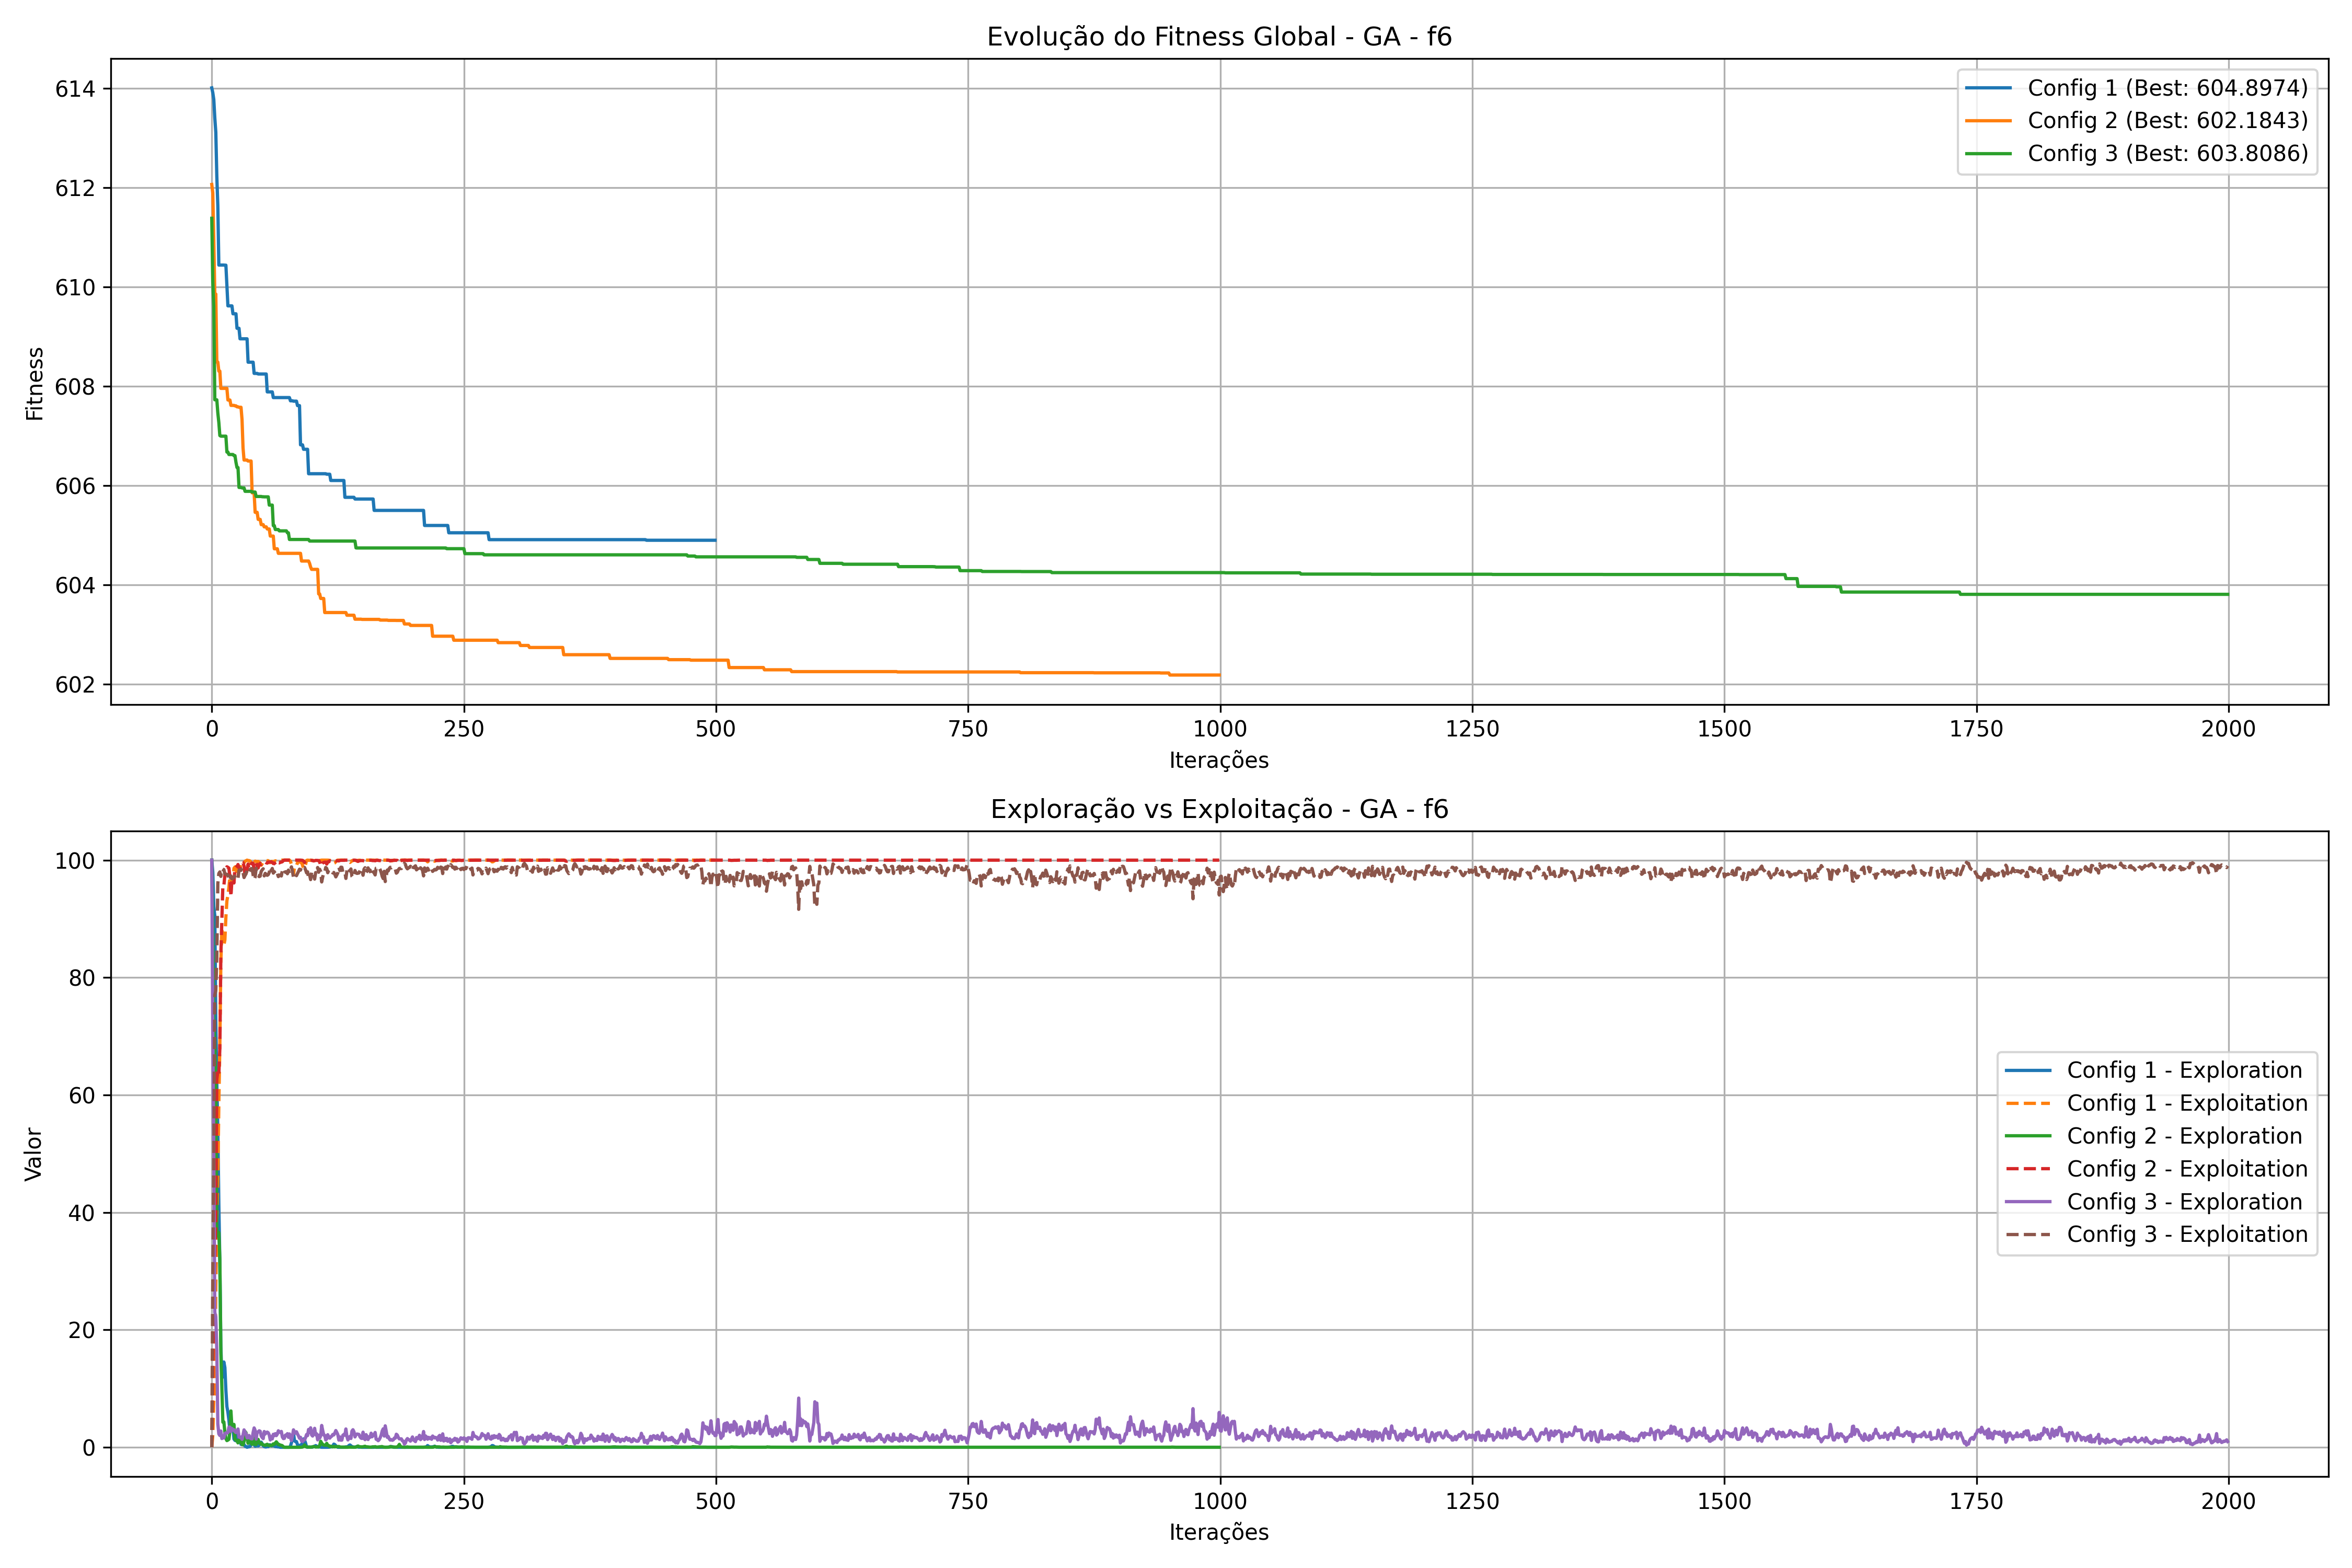 Evolução do Fitness Global - GA - f6
Fitness
614
612
610
608
606
604
602
Config 1 (Best: 604.8974)
Config 2 (Best: 602.1843)
Config 3 (Best: 603.8086)
0 250 500 750 1000 1250 1500 1750 2000
Iterações
Exploração vs Exploitação - GA - f6
Valor
100
80
60
40
20
0
Config 1 - Exploration
Config 1 - Exploitation
Config 2 - Exploration
Config 2 - Exploitation
Config 3 - Exploration
Config 3 - Exploitation
0 250 500 750 1000 1250 1500 1750 2000
Iterações